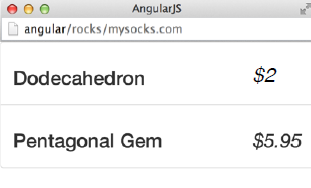 AngularJS
angular/rocks/mysocks.com
Dodecahedron $2
Pentagonal Gem $5.95